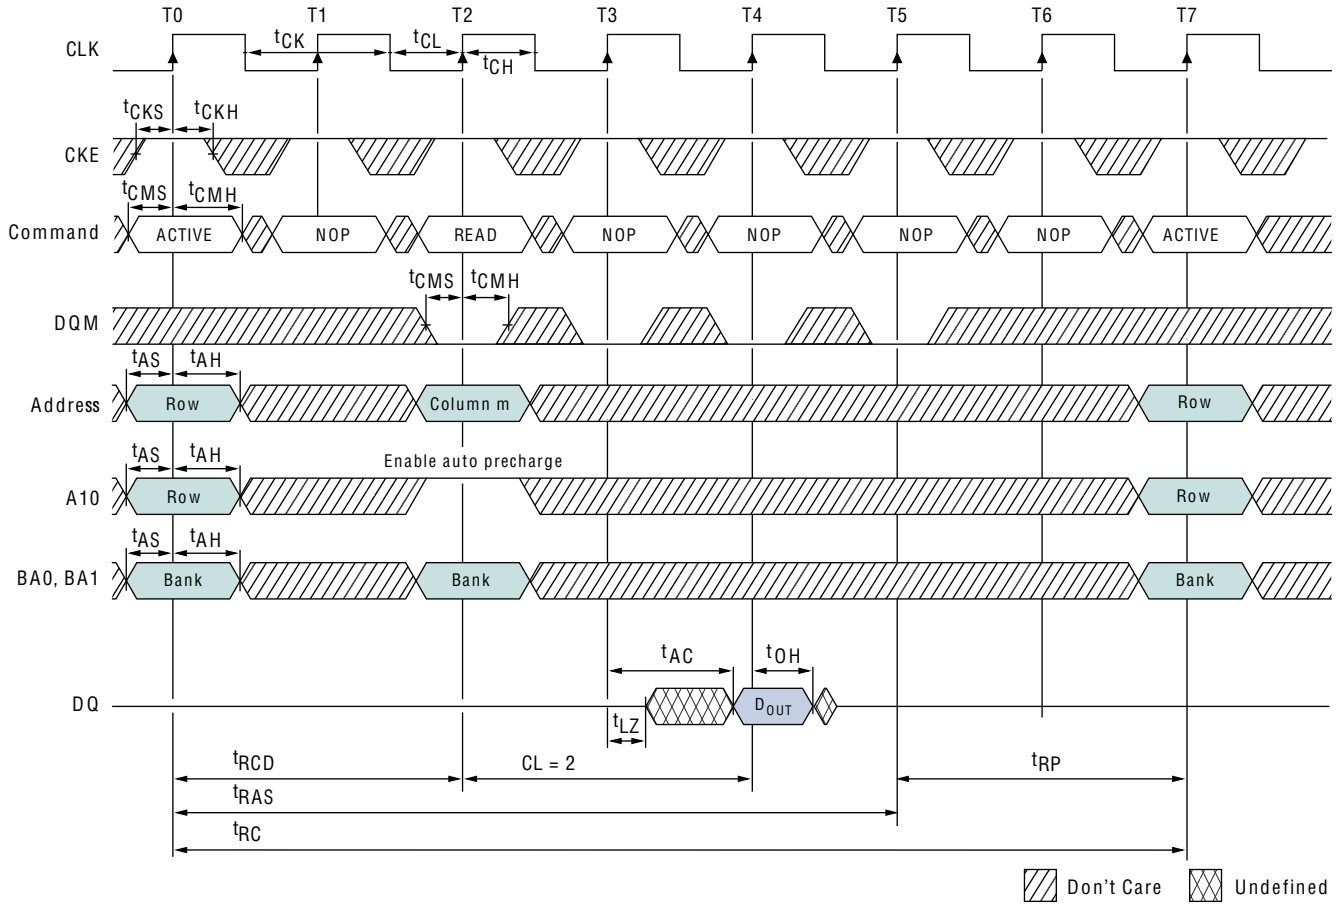 T0 T1 T2 T3 T4 T5 T6 T7
CLK tCK tCL tCH
tCKS tCKH
CKE
tCMS tCMH
Command ACTIVE NOP READ NOP NOP NOP NOP ACTIVE
tCMS tCMH
DQM
tAS tAH
Address Row Column m Row
tAS tAH
Enable auto precharge
A10 Row Row
tAS tAH
BA0, BA1 Bank Bank Bank
tAC tOH
DQ DOUT
tLZ
tRCD CL = 2 tRP
tRAS
tRC
Don't Care Undefined